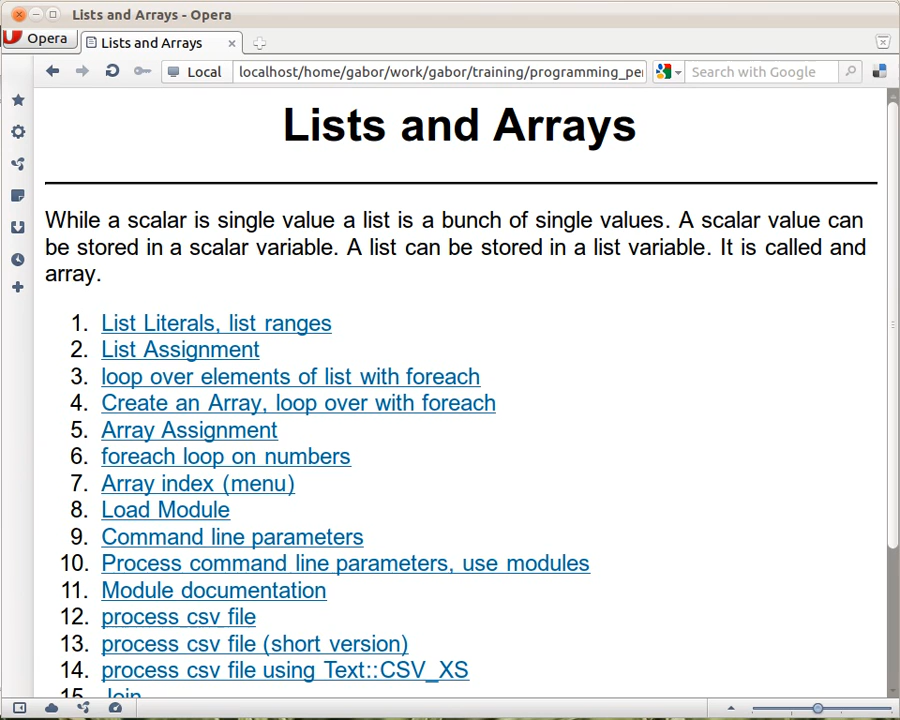 Lists and Arrays - Opera
Opera
Lists and Arrays
Local
localhost/home/gabor/work/gabor/training/programming_per
Search with Google
Lists and Arrays
While a scalar is single value a list is a bunch of single values. A scalar value can
be stored in a scalar variable. A list can be stored in a list variable. It is called and
array.
1. List Literals, list ranges
2. List Assignment
3. loop over elements of list with foreach
4. Create an Array, loop over with foreach
5. Array Assignment
6. foreach loop on numbers
7. Array index (menu)
8. Load Module
9. Command line parameters
10. Process command line parameters, use modules
11. Module documentation
12. process csv file
13. process csv file (short version)
14. process csv file using Text::CSV_XS
15. Join